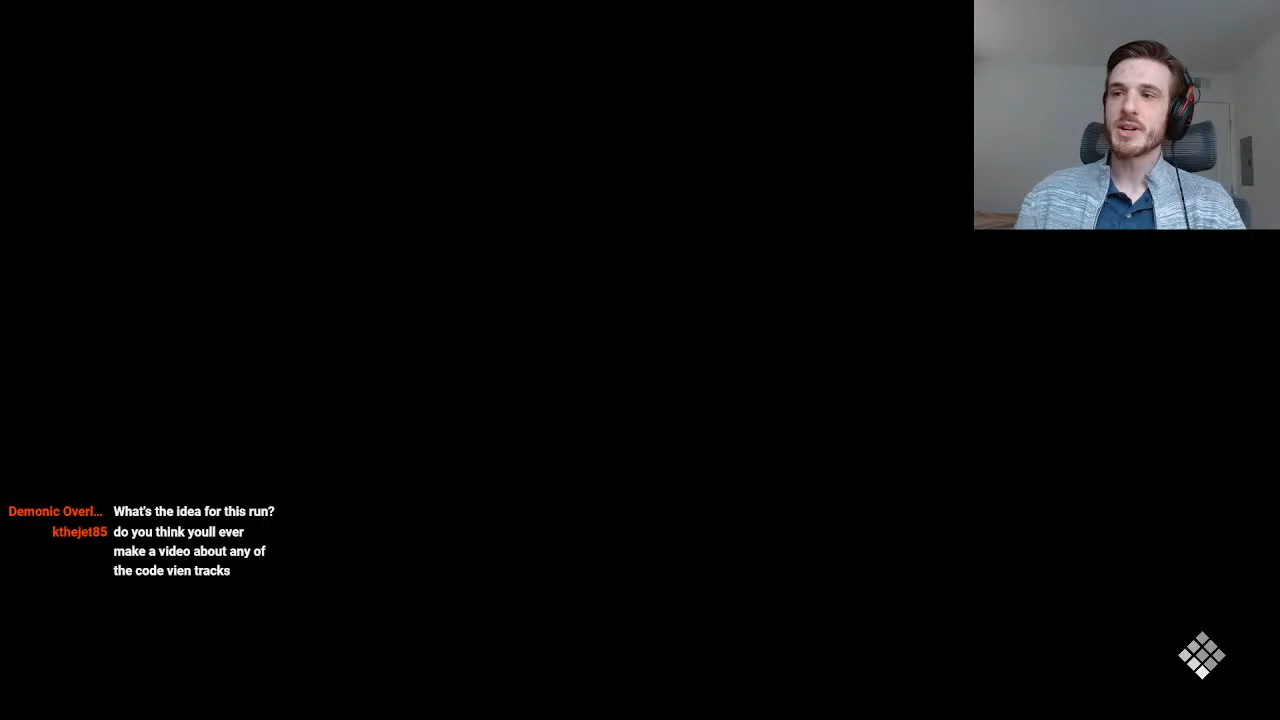 Demonic Overl... What's the idea for this run?
kthejet85 do you think youll ever
make a video about any of
the code vien tracks